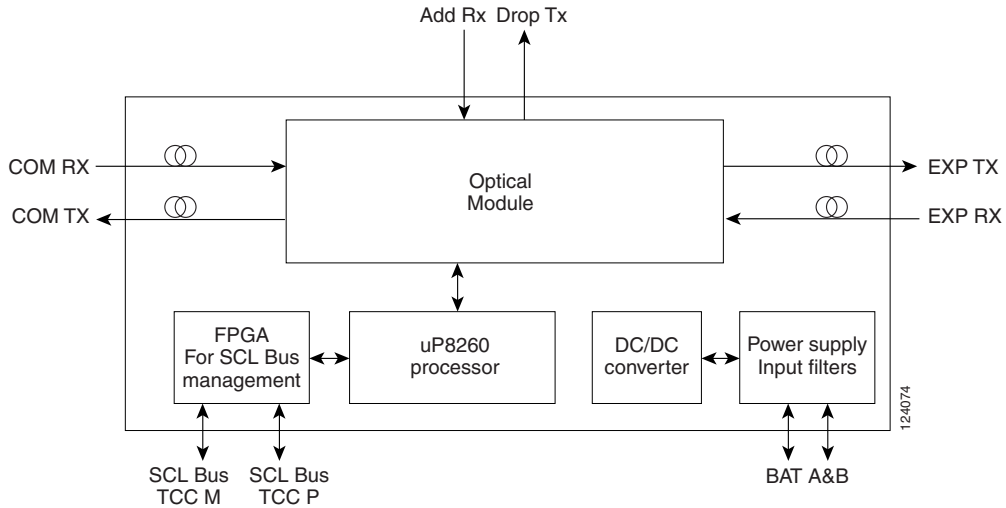 Add Rx Drop Tx
COM RX
COM TX
Optical
Module
EXP TX
EXP RX
FPGA
For SCL Bus
management
uP8260
processor
DC/DC
converter
Power supply
Input filters
124074
SCL Bus
TCC M
SCL Bus
TCC P
BAT A&B